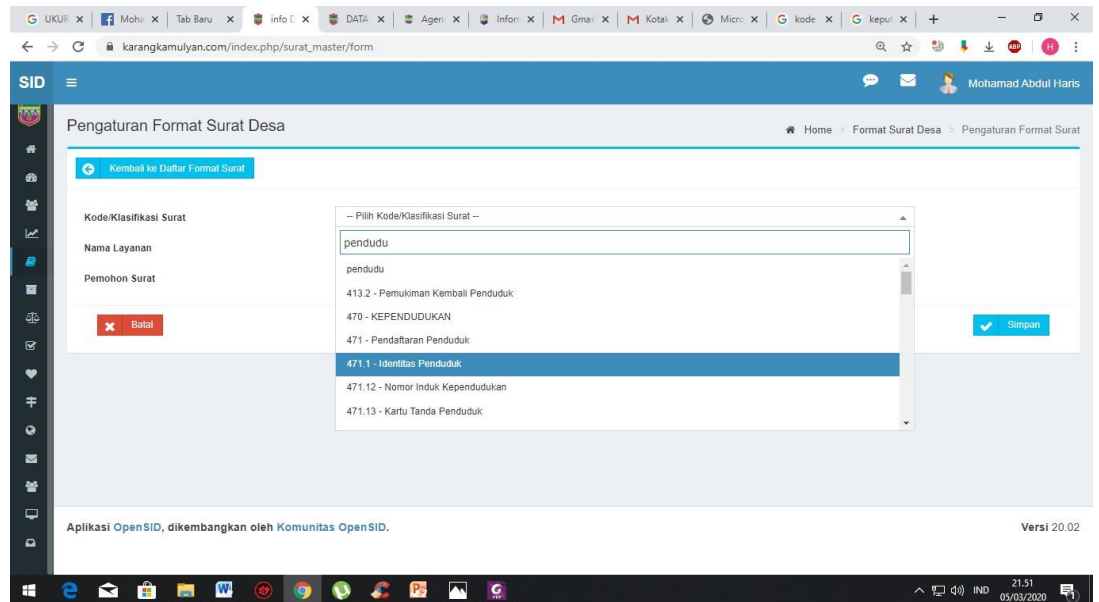 UKUR
Moha
Tab Baru
info D
DATA
Agen
Inform
Gmail
Kotak
Micro
kode
keput
karangkamulyan.com/index.php/surat_master/form
ABP
H
SID
Mohamad Abdul Haris
Pengaturan Format Surat Desa
Home > Format Surat Desa > Pengaturan Format Surat
Kembali ke Daftar Format Surat
Kode/Klasifikasi Surat
-- Pilih Kode/Klasifikasi Surat --
pendudu
Nama Layanan
pendudu
Pemohon Surat
413.2 - Pemukiman Kembali Penduduk
470 - KEPENDUDUKAN
Batal
Simpan
471 - Pendaftaran Penduduk
471.1 - Identitas Penduduk
471.12 - Nomor Induk Kependudukan
471.13 - Kartu Tanda Penduduk
Aplikasi OpenSID, dikembangkan oleh Komunitas OpenSID.
Versi 20.02
IND
21.51
05/03/2020